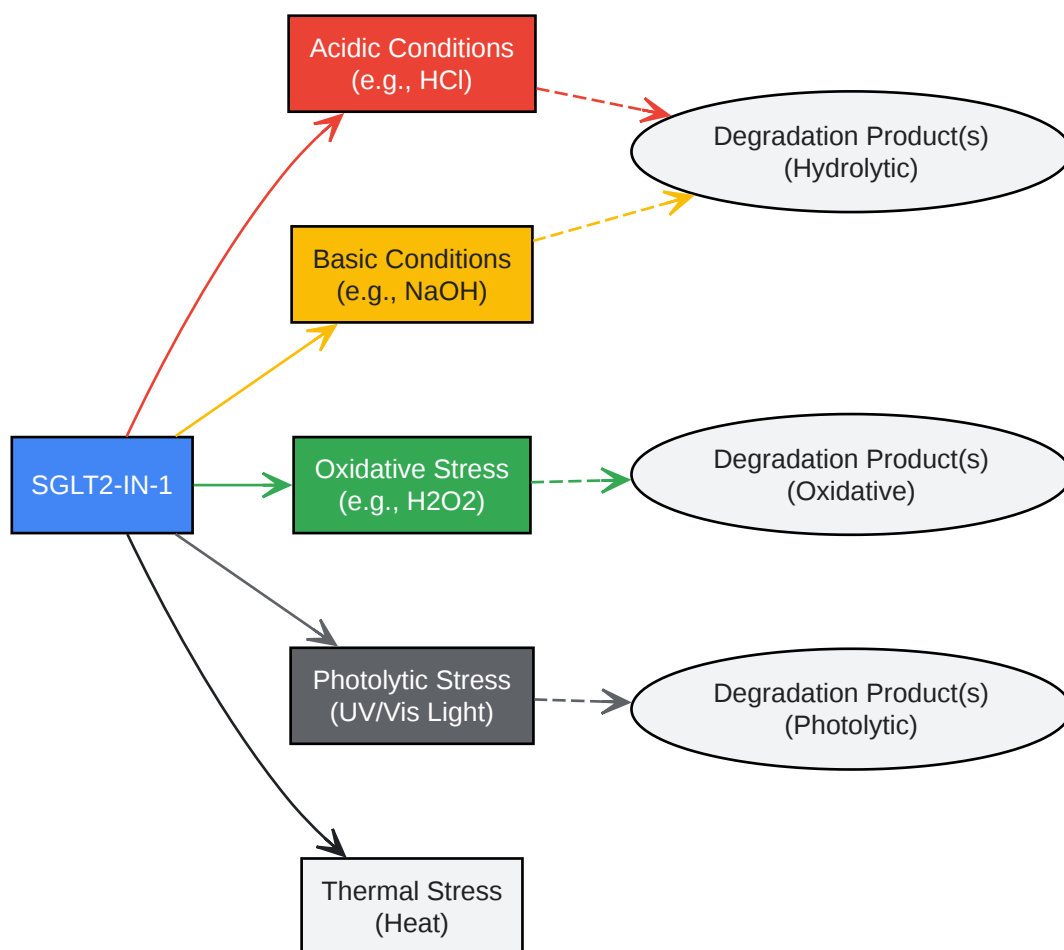 Acidic Conditions
(e.g., HCl)
Degradation Product(s)
(Hydrolytic)
Basic Conditions
(e.g., NaOH)
SGLT2-IN-1
Oxidative Stress
(e.g., H2O2)
Degradation Product(s)
(Oxidative)
Photolytic Stress
(UV/Vis Light)
Degradation Product(s)
(Photolytic)
Thermal Stress
(Heat)